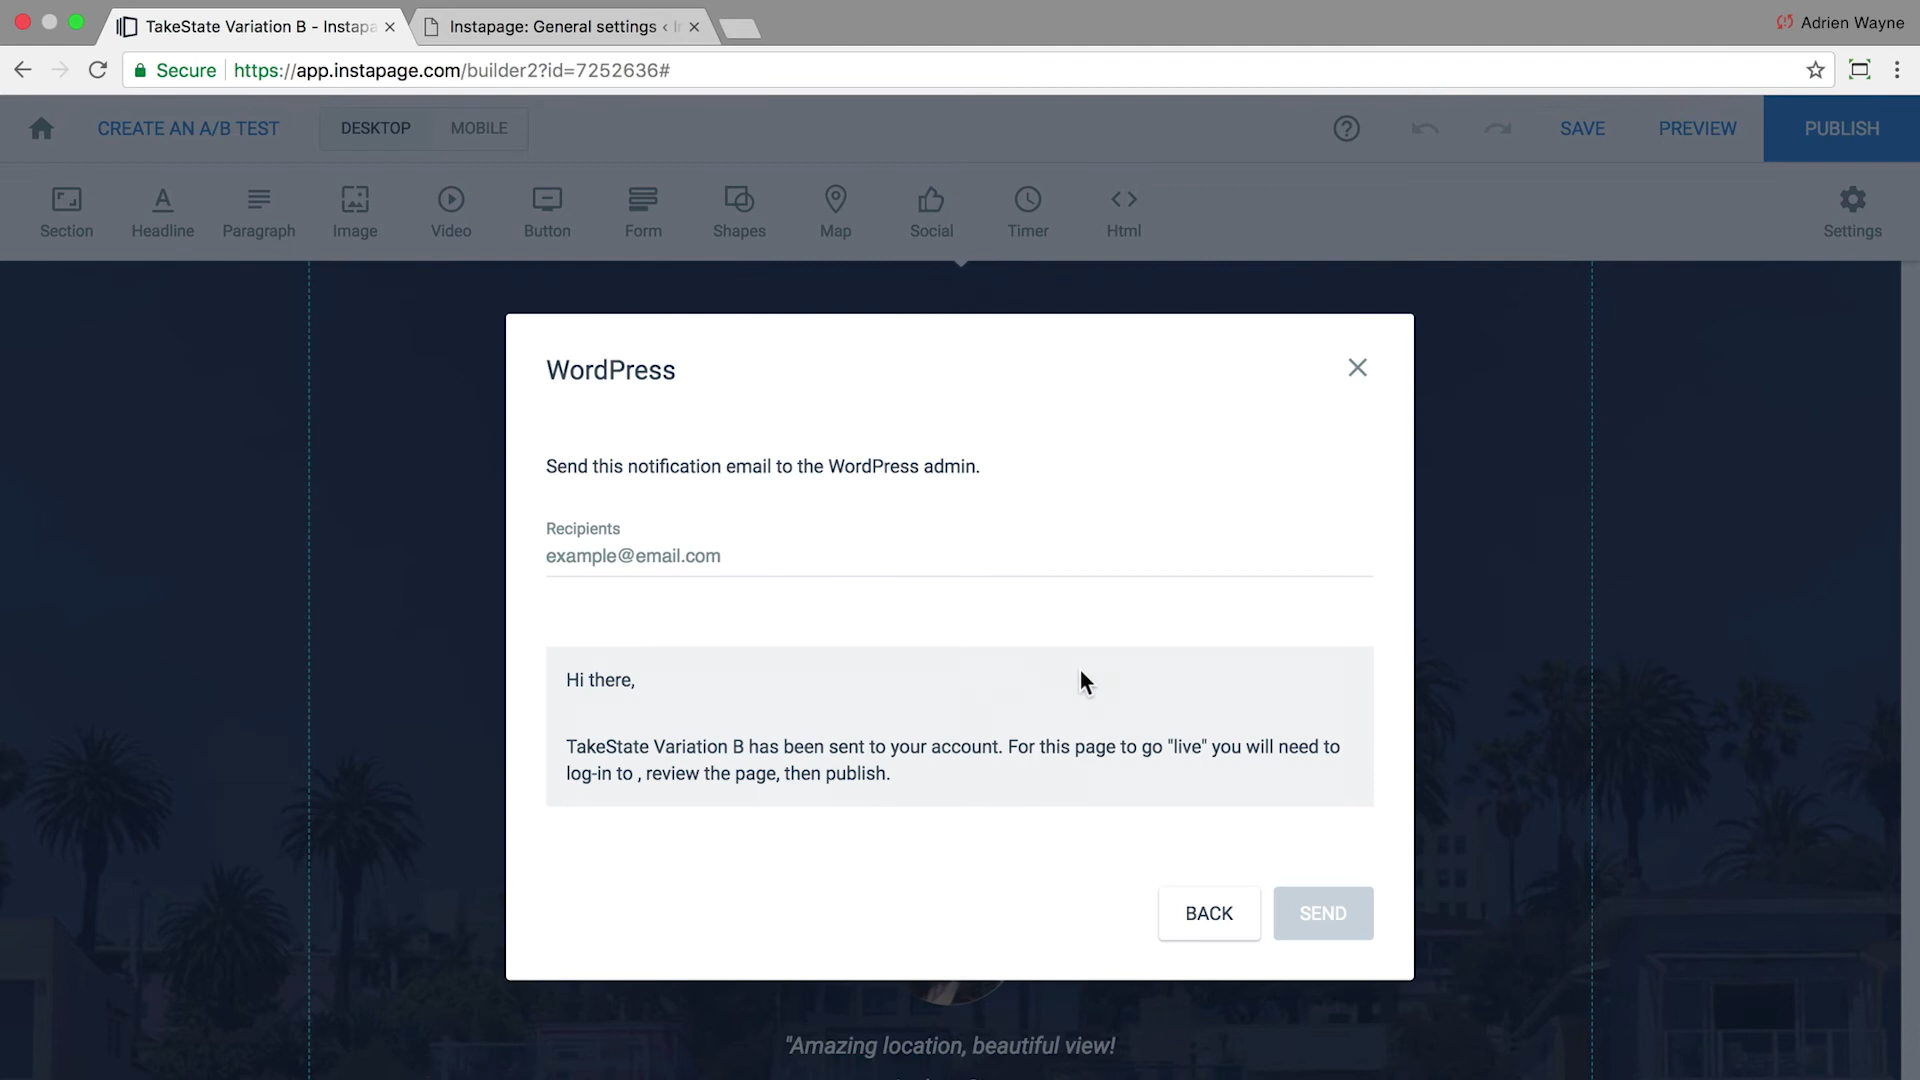 TakeState Variation B - Instapa
Instapage: General settings ‹ I
Adrien Wayne
Secure
https://app.instapage.com/builder2?id=7252636#
CREATE AN A/B TEST
DESKTOP
MOBILE
SAVE
PREVIEW
PUBLISH
Section
Headline
Paragraph
Image
Video
Button
Form
Shapes
Map
Social
Timer
Html
Settings
WordPress
Send this notification email to the WordPress admin.
Recipients
example@email.com
Hi there,
TakeState Variation B has been sent to your account. For this page to go "live" you will need to
log-in to , review the page, then publish.
BACK
SEND
"Amazing location, beautiful view!